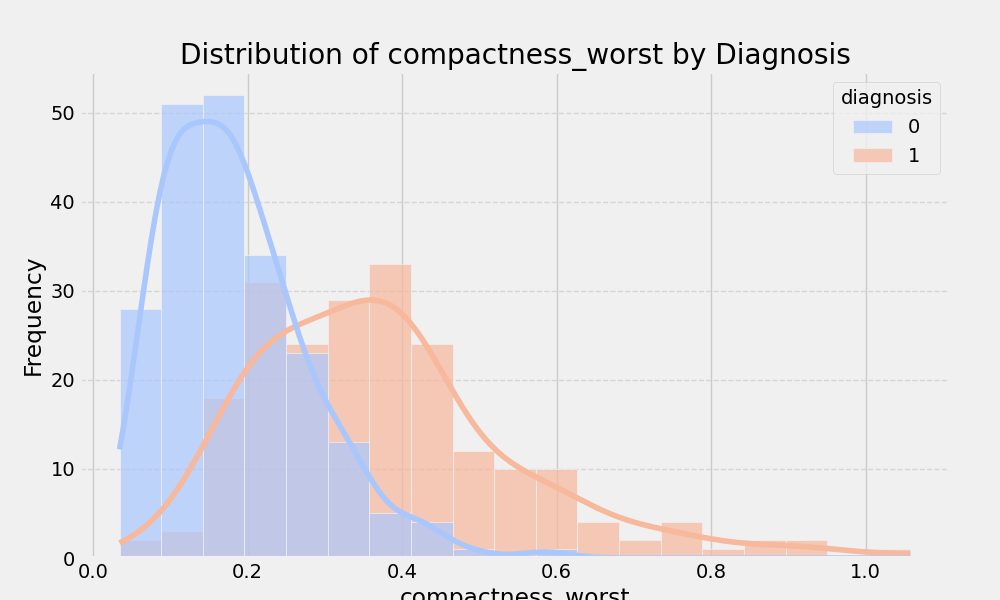 Distribution of compactness_worst by Diagnosis
diagnosis
0
1
Frequency
50
40
30
20
10
0
0.0 0.2 0.4 0.6 0.8 1.0
compactness_worst